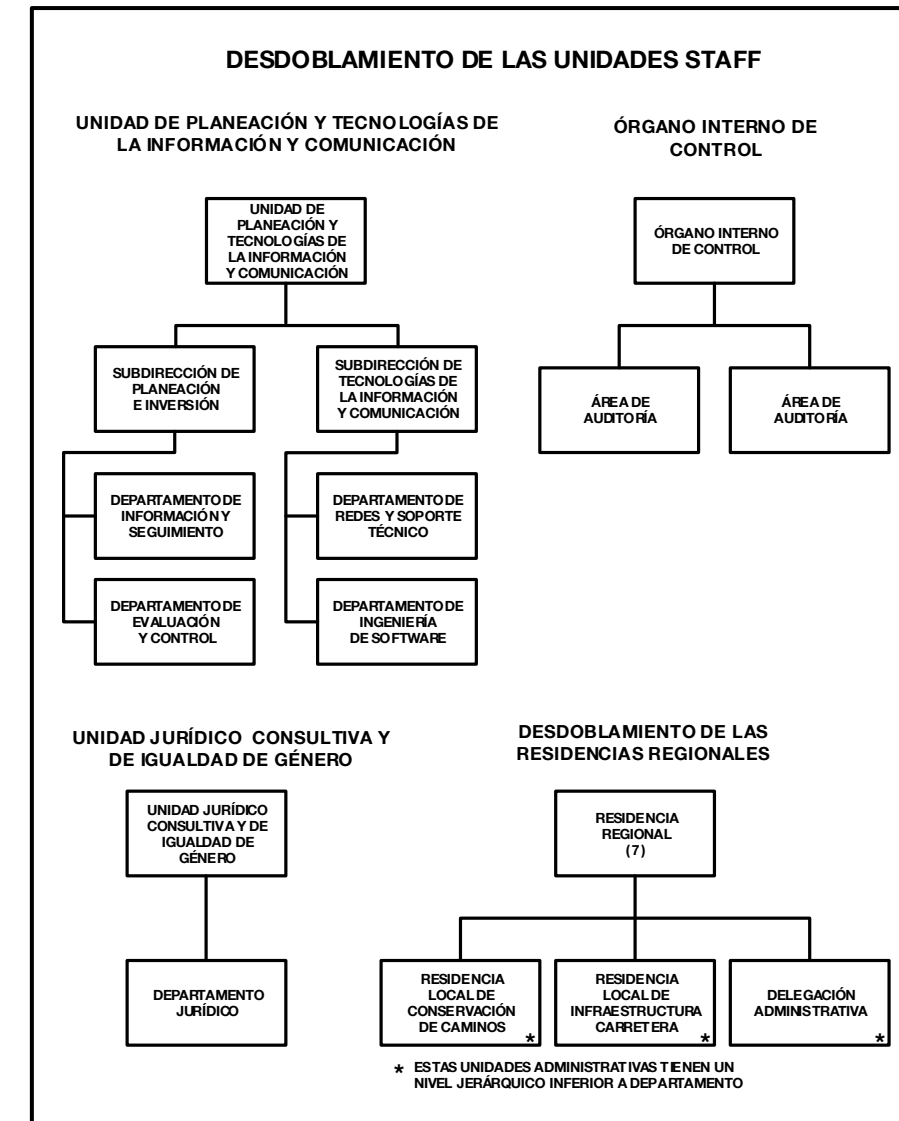 DESDOBLAMIENTO DE LAS UNIDADES STAFF
UNIDAD DE PLANEACIÓN Y TECNOLOGÍAS DE
LA INFORMACIÓN Y COMUNICACIÓN
UNIDAD DE
PLANEACIÓN Y
TECNOLOGÍAS DE
LA INFORMACIÓN
Y COMUNICACIÓN
SUBDIRECCIÓN DE
PLANEACIÓN
E INVERSIÓN
SUBDIRECCIÓN DE
TECNOLOGÍAS DE
LA INFORMACIÓN
Y COMUNICACIÓN
DEPARTAMENTO DE
INFORMACIÓN Y
SEGUIMIENTO
DEPARTAMENTO DE
REDES Y SOPORTE
TÉCNICO
DEPARTAMENTO DE
EVALUACIÓN
Y CONTROL
DEPARTAMENTO DE
INGENIERÍA
DE SOFTWARE
ÓRGANO INTERNO DE
CONTROL
ÓRGANO INTERNO
DE CONTROL
ÁREA DE
AUDITORÍA
ÁREA DE
AUDITORÍA
UNIDAD JURÍDICO CONSULTIVA Y
DE IGUALDAD DE GÉNERO
UNIDAD JURÍDICO
CONSULTIVA Y DE
IGUALDAD DE
GÉNERO
DEPARTAMENTO
JURÍDICO
DESDOBLAMIENTO DE LAS
RESIDENCIAS REGIONALES
RESIDENCIA
REGIONAL
(7)
RESIDENCIA
LOCAL DE
CONSERVACIÓN
DE CAMINOS
*
RESIDENCIA
LOCAL DE
INFRAESTRUCTURA
CARRETERA
*
DELEGACIÓN
ADMINISTRATIVA
*
* ESTAS UNIDADES ADMINISTRATIVAS TIENEN UN
NIVEL JERÁRQUICO INFERIOR A DEPARTAMENTO